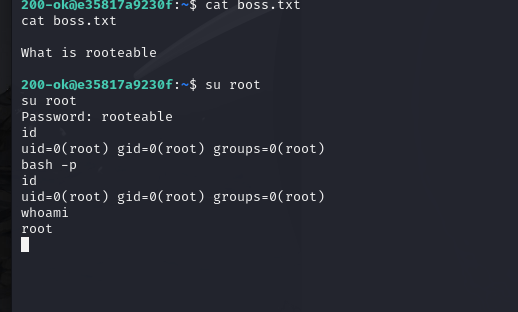 200-ok@e35817a9230f:~$ cat boss.txt
cat boss.txt

What is rooteable

200-ok@e35817a9230f:~$ su root
su root
Password: rooteable
id
uid=0(root) gid=0(root) groups=0(root)
bash -p
id
uid=0(root) gid=0(root) groups=0(root)
whoami
root